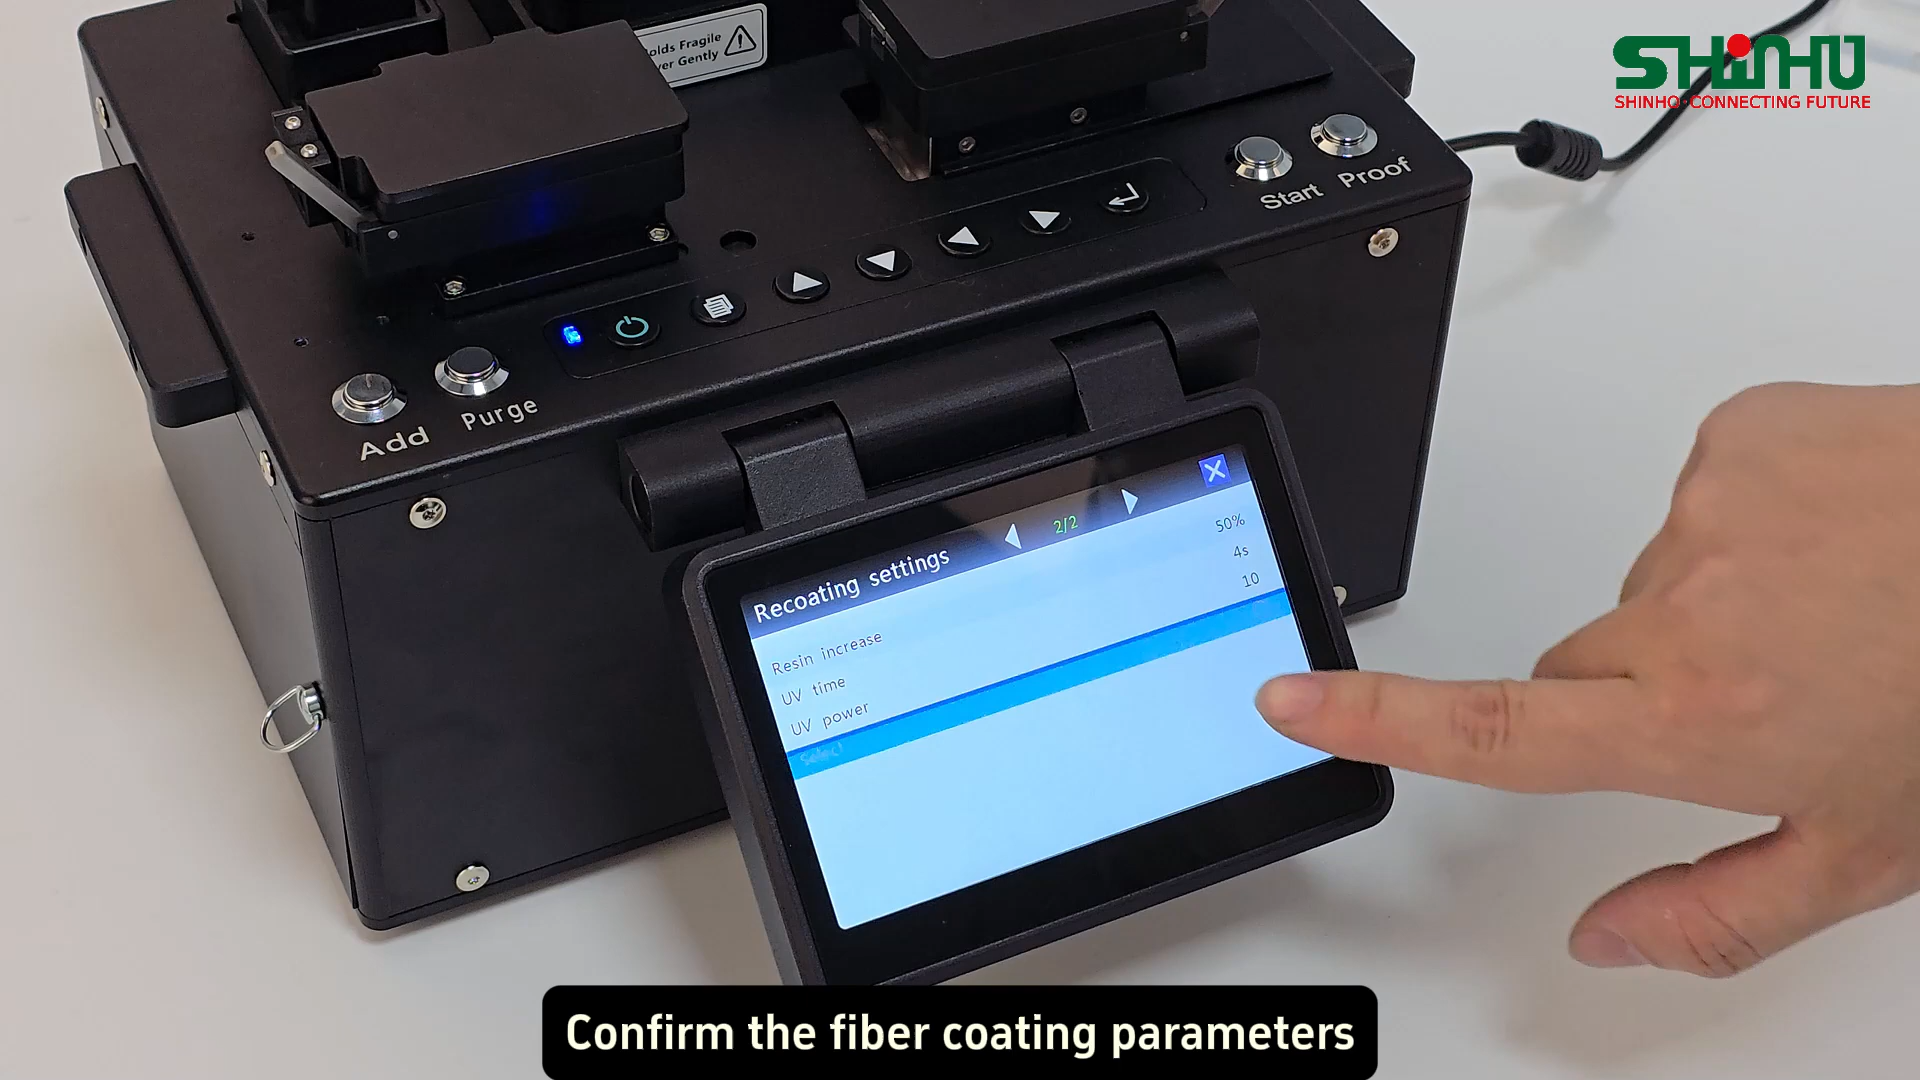 SHiNHO
SHINHO·CONNECTING FUTURE
olds Fragile
ver Gently
Start
Proof
Purge
Add
2/2
Recoating settings
Resin increase 50%
UV time 4s
UV power 10
Select
Confirm the fiber coating parameters